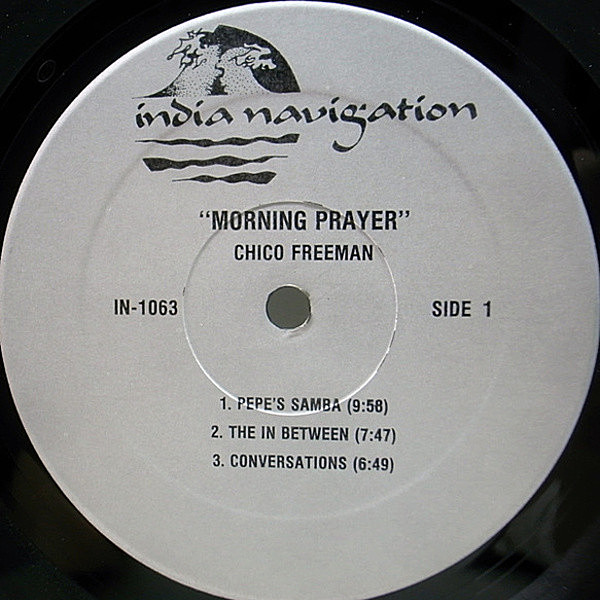 india navigation
"MORNING PRAYER"
CHICO FREEMAN
IN-1063
SIDE 1
1. PEPE'S SAMBA (9:58)
2. THE IN BETWEEN (7:47)
3. CONVERSATIONS (6:49)